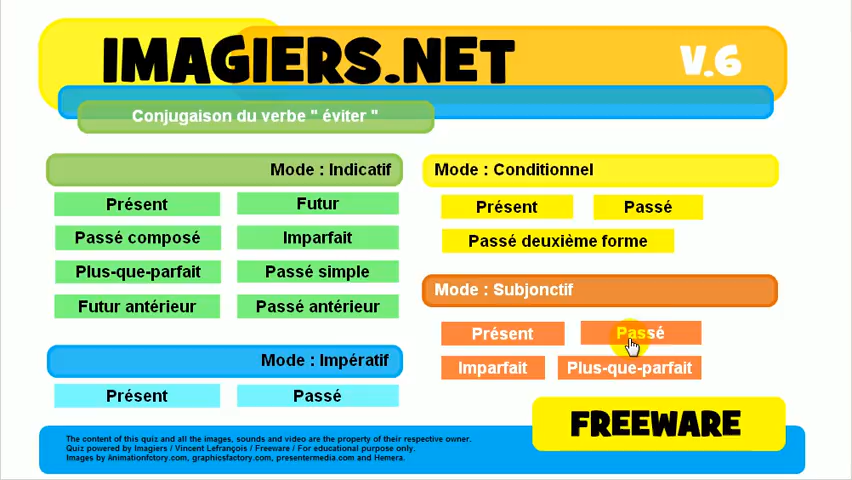 IMAGIERS.NET
V.6
Conjugaison du verbe " éviter "
Mode : Indicatif
Présent
Futur
Passé composé
Imparfait
Plus-que-parfait
Passé simple
Futur antérieur
Passé antérieur
Mode : Impératif
Présent
Passé
Mode : Conditionnel
Présent
Passé
Passé deuxième forme
Mode : Subjonctif
Présent
Passé
Imparfait
Plus-que-parfait
FREEWARE
The content of this quiz and all the images, sounds and video are the property of their respective owner.
Quiz powered by Imagiers / Vincent Lefrançois / Freeware / For educational purpose only.
Images by Animationfctory.com, graphicsfactory.com, presentermedia.com and Hemera.